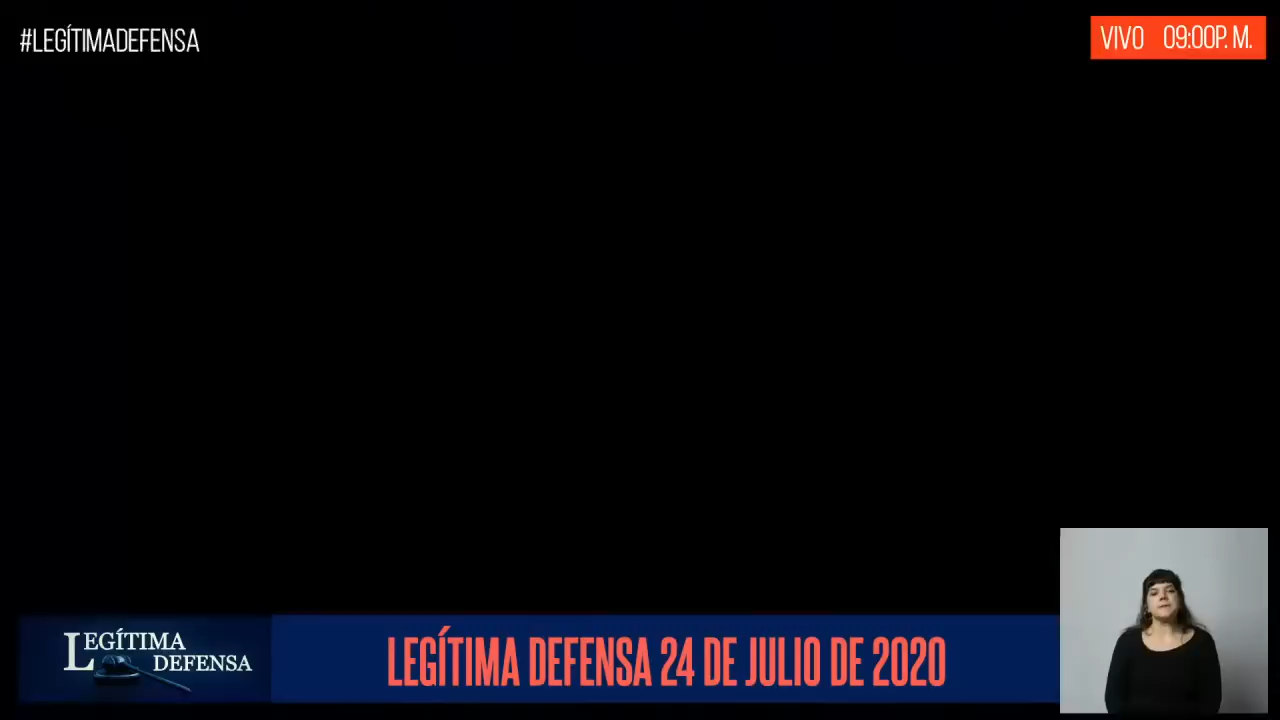 #LEGÍTIMADEFENSA
VIVO 09:00P. M.
LEGÍTIMA
DEFENSA
LEGÍTIMA DEFENSA 24 DE JULIO DE 2020